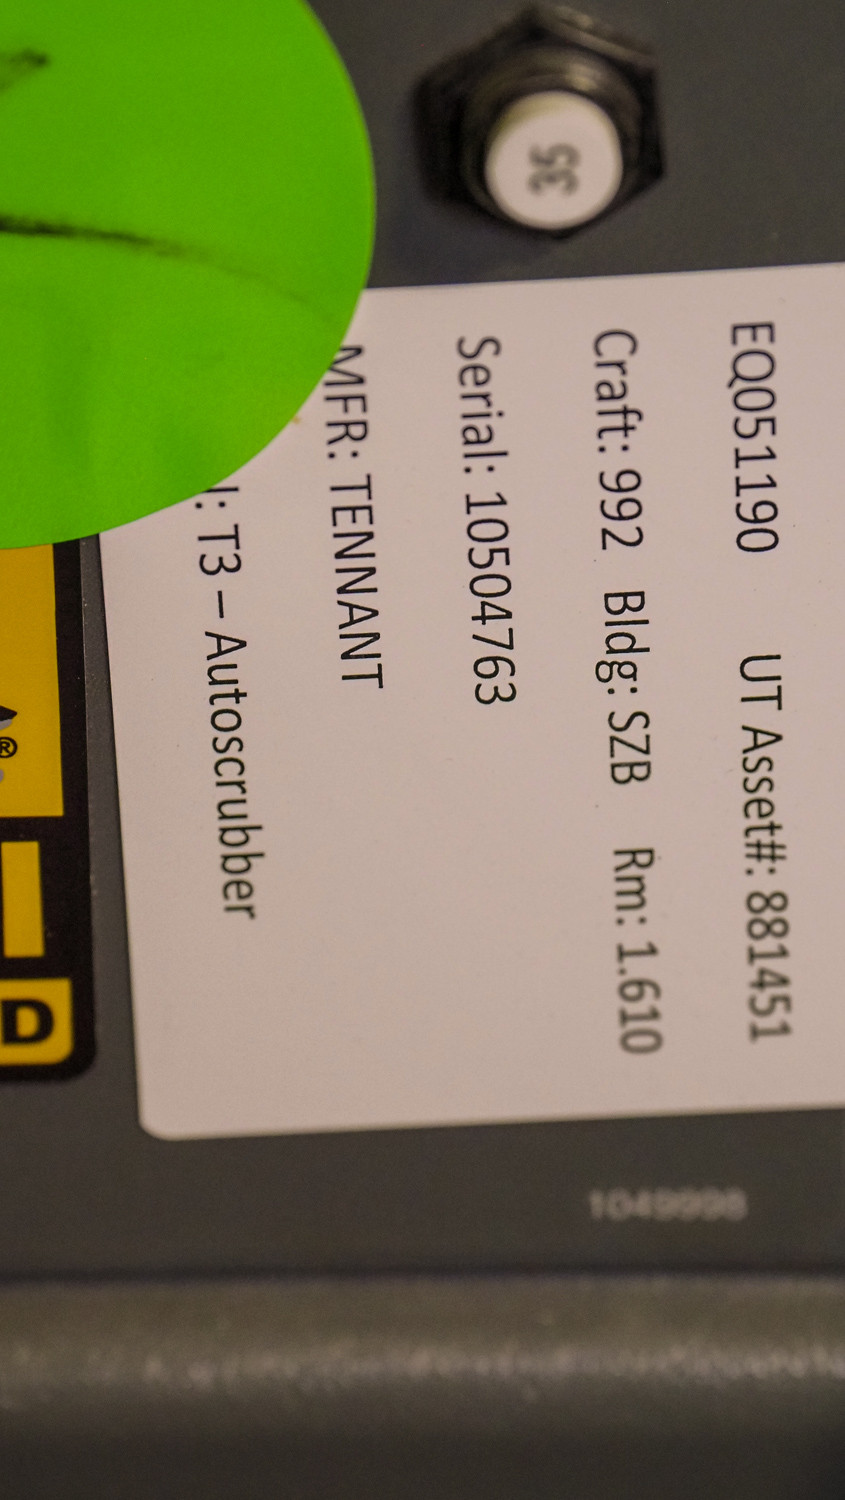 EQ051190 UT Asset#: 881451
Craft: 992 Bldg: SZB Rm: 1.610
Serial: 10504763
MFR: TENNANT
: T3 – Autoscrubber
35
1049998
®
D